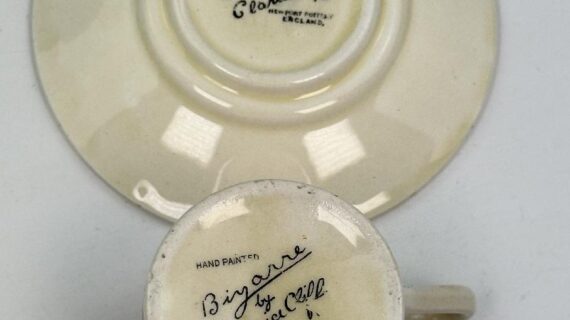 NEWPORT POTTERY
ENGLAND.
HAND PAINTED
Bizarre
by
Cliff